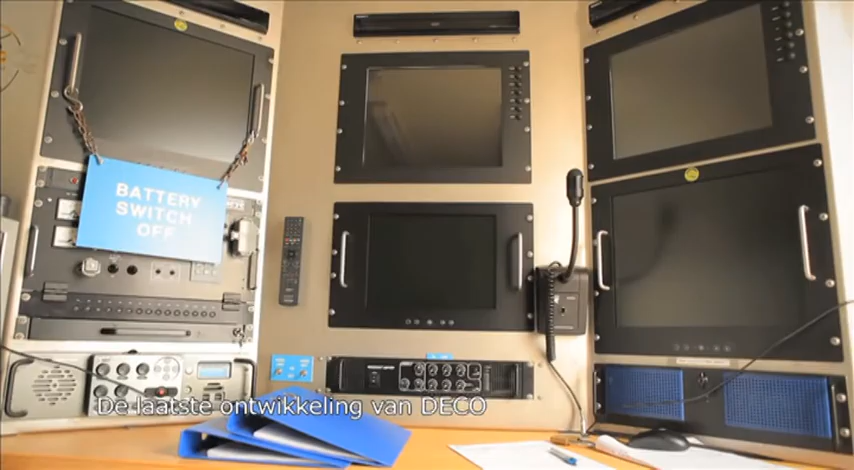 BATTERY
SWITCH
OFF
De laatste ontwikkeling van DECO